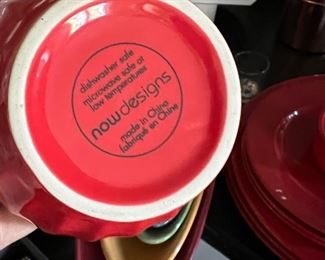 dishwasher safe
microwave safe at
low temperatures
nowdesigns
made in China
fabriqué en Chine